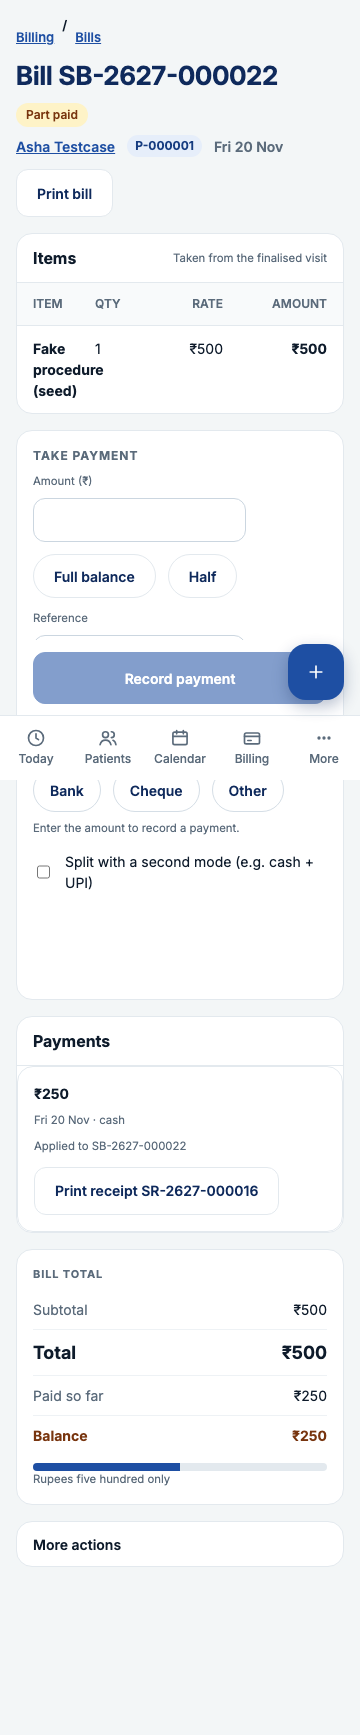 Billing / Bills
Bill SB-2627-000022
Part paid
Asha Testcase P-000001 Fri 20 Nov
Print bill
Items Taken from the finalised visit
ITEM QTY RATE AMOUNT
Fake 1 ₹500 ₹500
procedure
(seed)
TAKE PAYMENT
Amount (₹)
Full balance Half
Reference
Record payment +
Today Patients Calendar Billing More
Bank Cheque Other
Enter the amount to record a payment.
Split with a second mode (e.g. cash +
UPI)
Payments
₹250
Fri 20 Nov · cash
Applied to SB-2627-000022
Print receipt SR-2627-000016
BILL TOTAL
Subtotal ₹500
Total ₹500
Paid so far ₹250
Balance ₹250
Rupees five hundred only
More actions